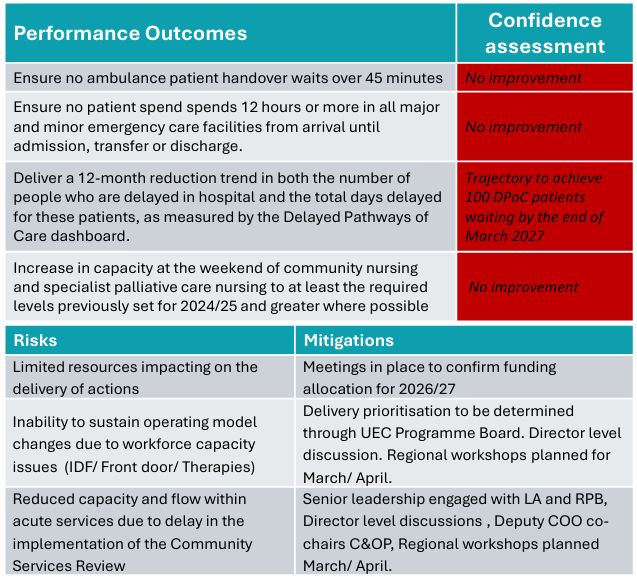 Performance Outcomes
Confidence
assessment
Ensure no ambulance patient handover waits over 45 minutes
No improvement
Ensure no patient spend spends 12 hours or more in all major
and minor emergency care facilities from arrival until
admission, transfer or discharge.
No improvement
Deliver a 12-month reduction trend in both the number of
people who are delayed in hospital and the total days delayed
for these patients, as measured by the Delayed Pathways of
Care dashboard.
Trajectory to achieve
100 DPoC patients
waiting by the end of
March 2027
Increase in capacity at the weekend of community nursing
and specialist palliative care nursing to at least the required
levels previously set for 2024/25 and greater where possible
No improvement
Risks
Mitigations
Limited resources impacting on the
delivery of actions
Meetings in place to confirm funding
allocation for 2026/27
Inability to sustain operating model
changes due to workforce capacity
issues (IDF/ Front door/ Therapies)
Delivery prioritisation to be determined
through UEC Programme Board. Director level
discussion. Regional workshops planned for
March/ April.
Reduced capacity and flow within
acute services due to delay in the
implementation of the Community
Services Review
Senior leadership engaged with LA and RPB,
Director level discussions , Deputy COO co-
chairs C&OP, Regional workshops planned
March/ April.